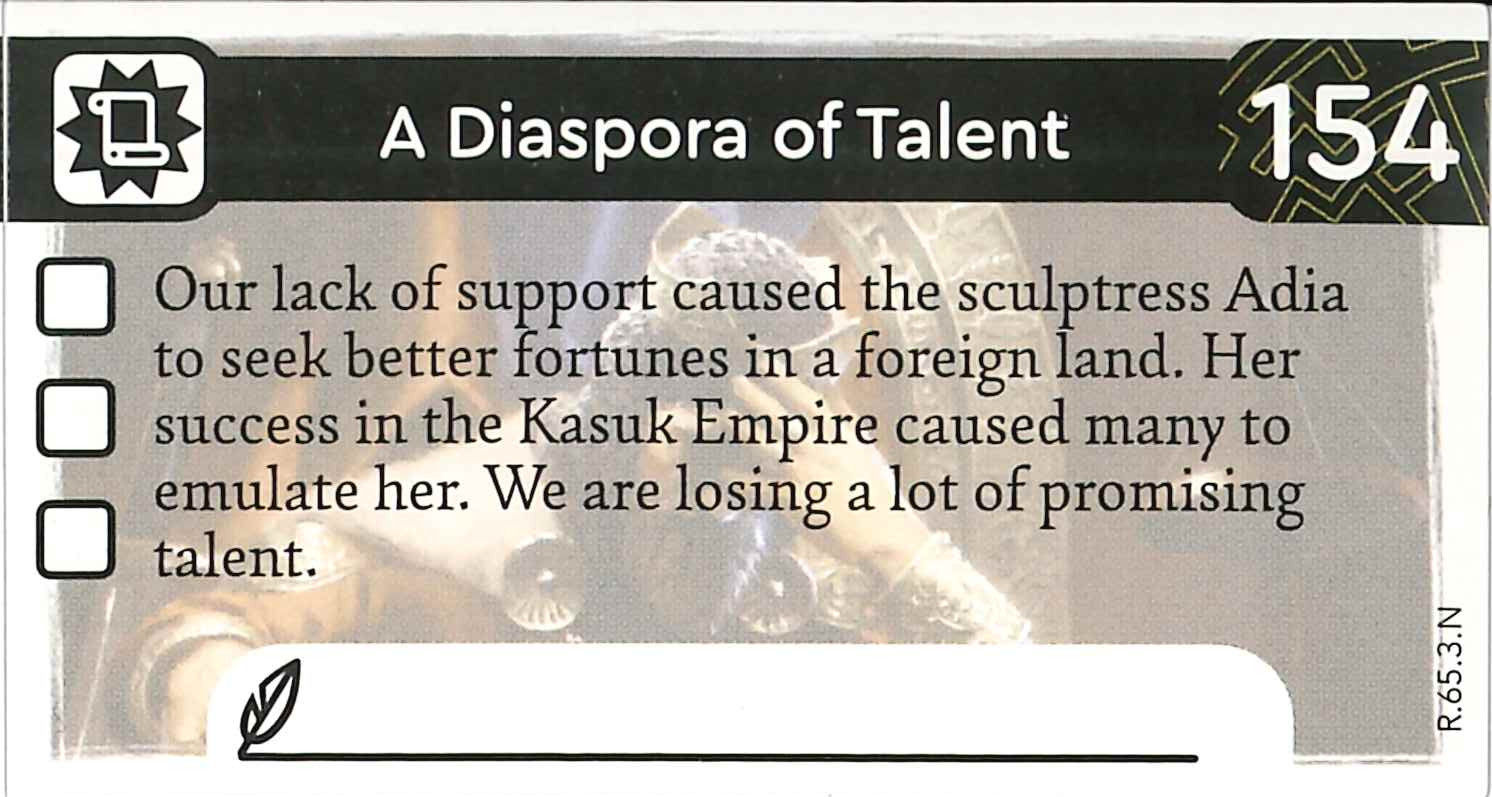 A Diaspora of Talent
154
Our lack of support caused the sculptress Adia
to seek better fortunes in a foreign land. Her
success in the Kasuk Empire caused many to
emulate her. We are losing a lot of promising
talent.
R.65.3.N